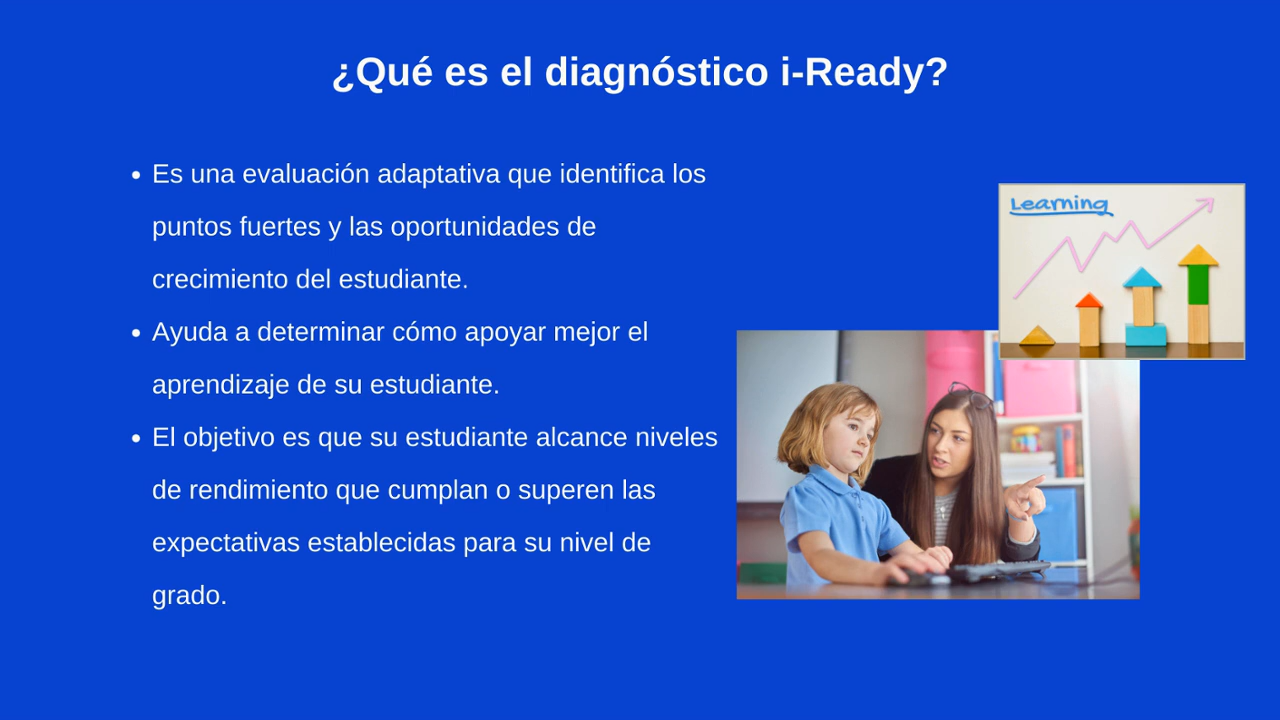 ¿Qué es el diagnóstico i-Ready?
• Es una evaluación adaptativa que identifica los
puntos fuertes y las oportunidades de
crecimiento del estudiante.
• Ayuda a determinar cómo apoyar mejor el
aprendizaje de su estudiante.
• El objetivo es que su estudiante alcance niveles
de rendimiento que cumplan o superen las
expectativas establecidas para su nivel de
grado.
Learning